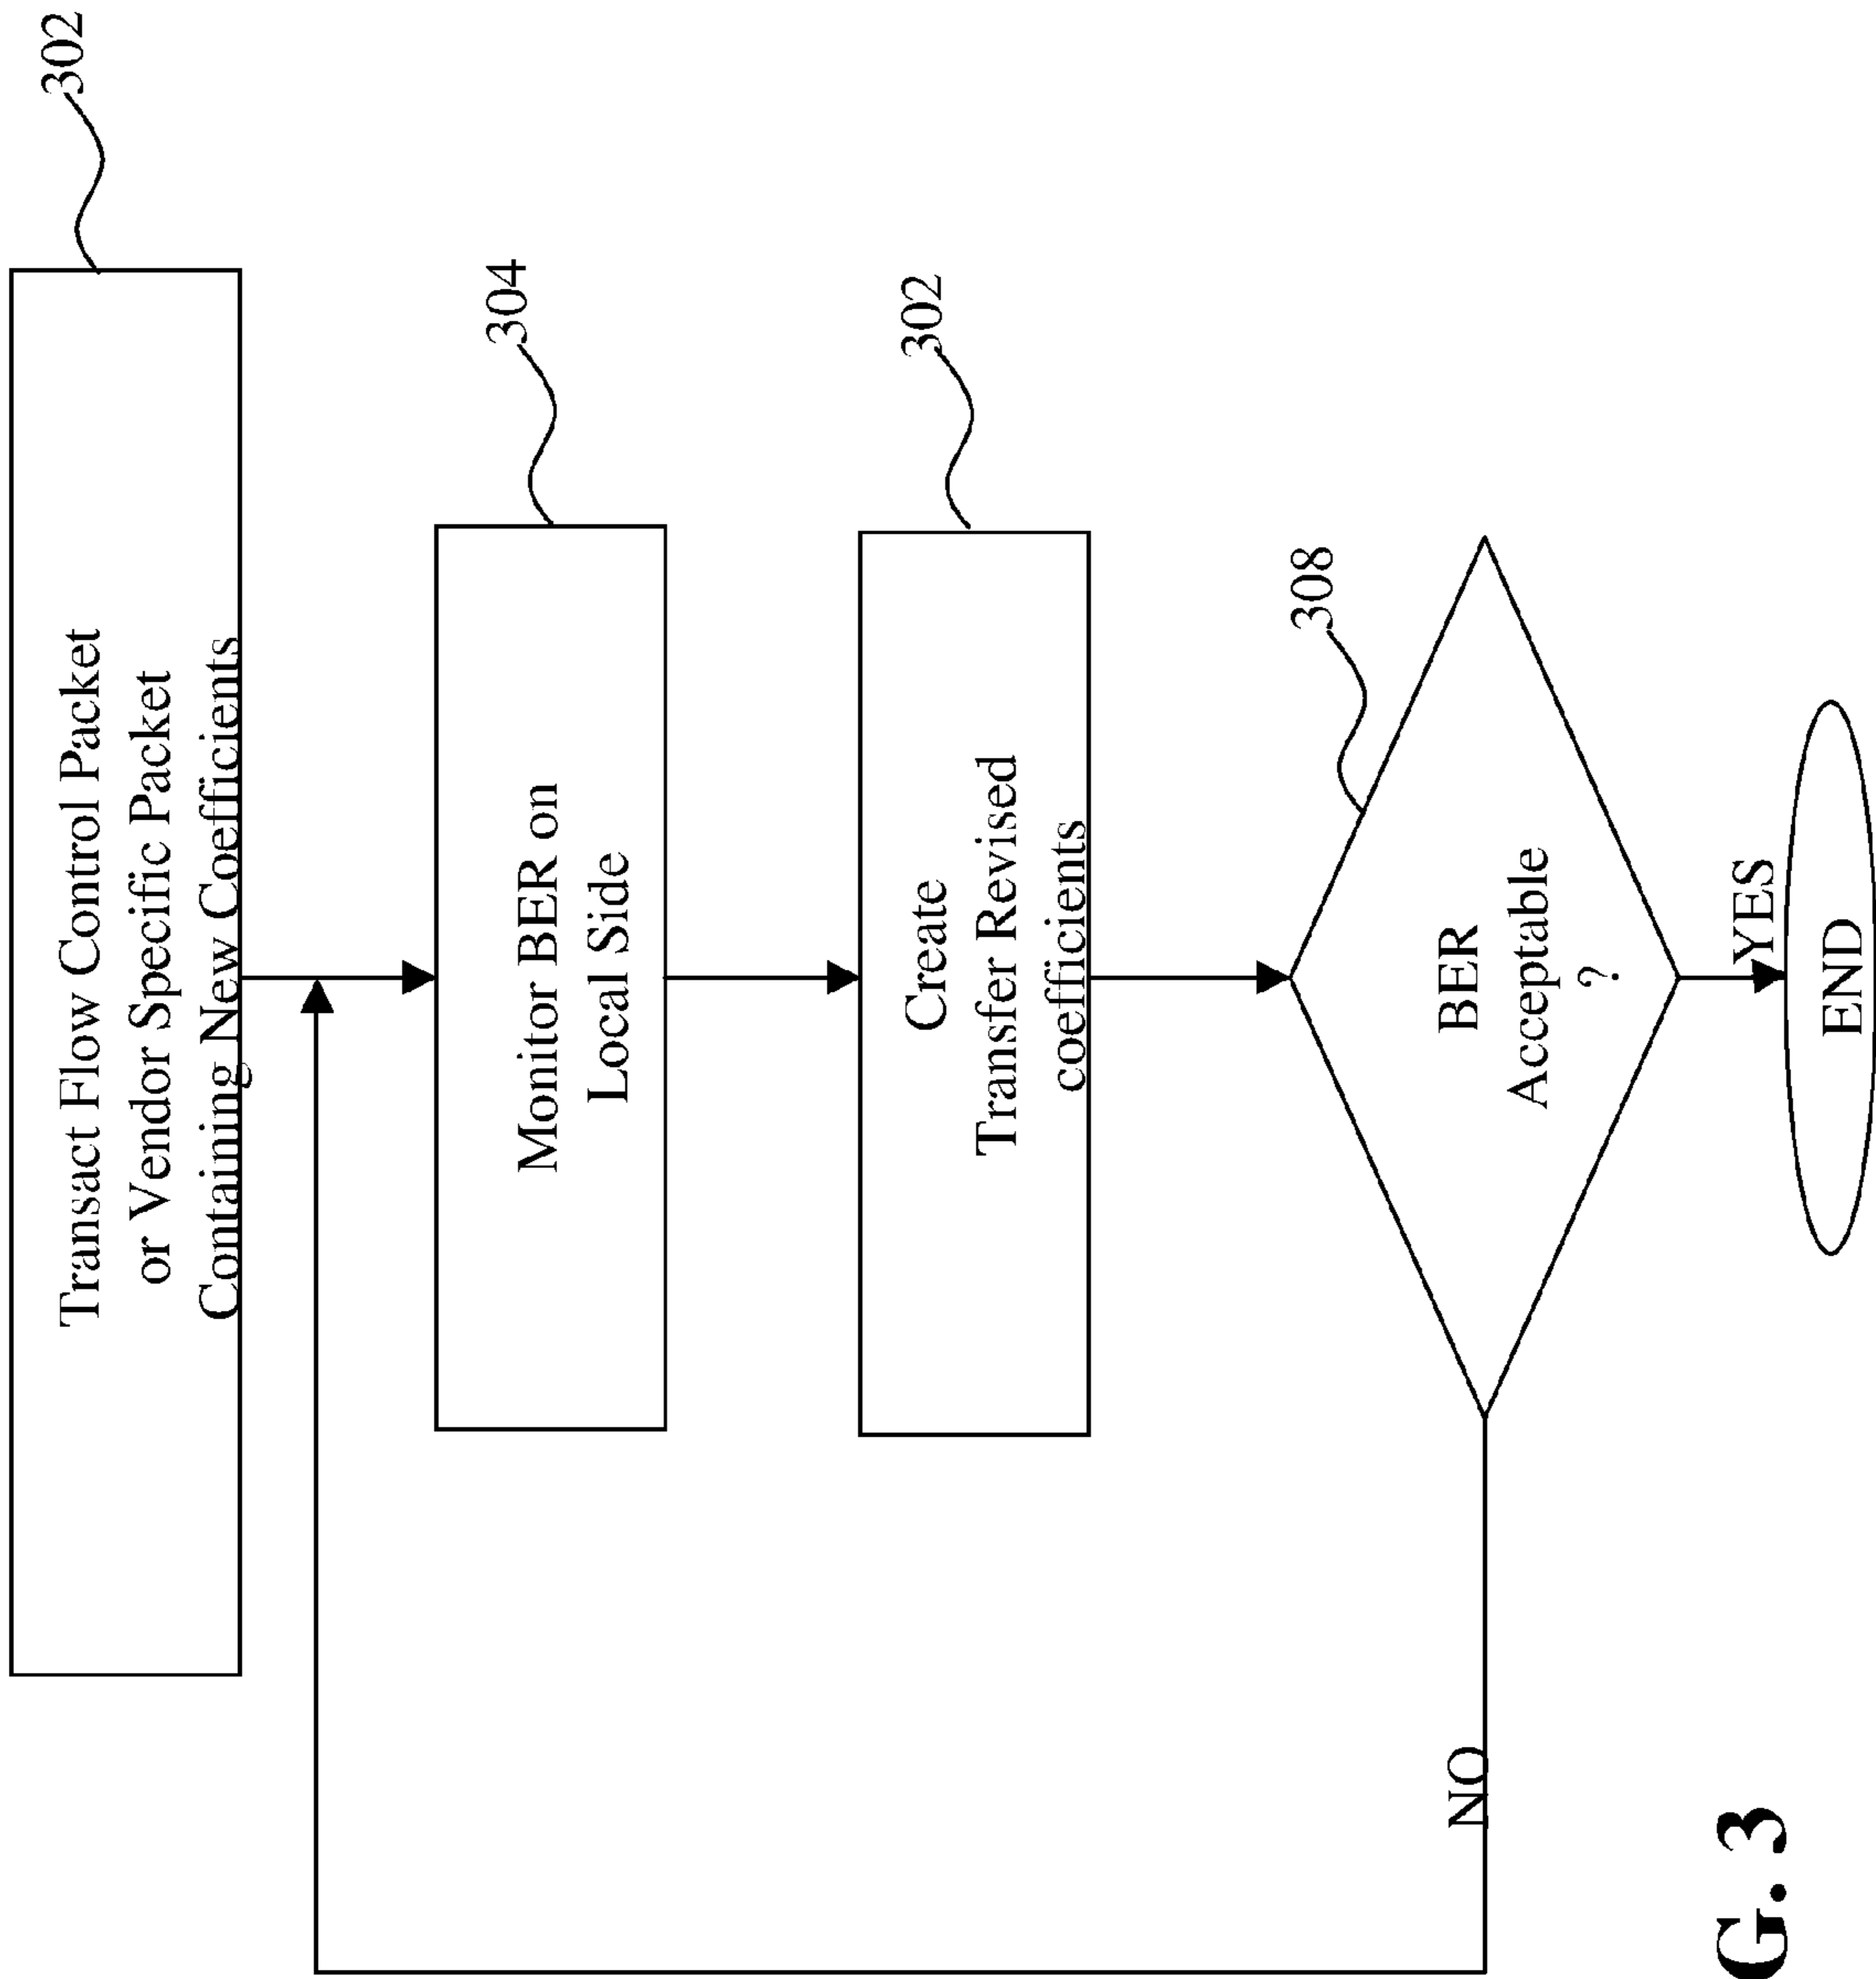 302
Transact Flow Control Packet
or Vendor Specific Packet
Containing New Coefficients
304
Monitor BER on
Local Side
302
Create
Transfer Revised
coefficients
308
BER
Acceptable
?
NO
YES
END
G. 3